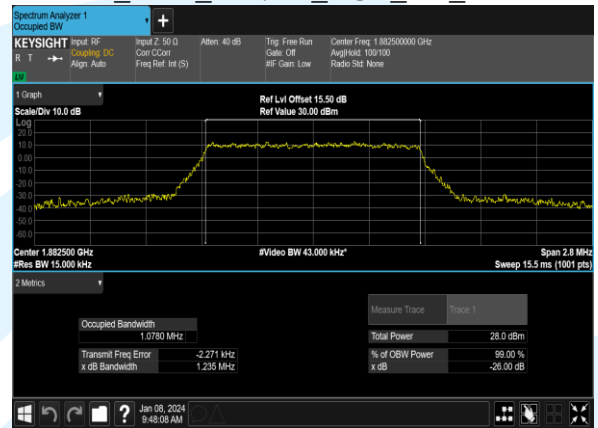 Spectrum Analyzer 1
Occupied BW
+
KEYSIGHT Input: RF Input Z: 50 Ω Atten: 40 dB Trig: Free Run Center Freq: 1.882500000 GHz
R T Coupling: DC Corr CCorr Gate: Off Avg|Hold: 100/100
Align: Auto Freq Ref: Int (S) #IF Gain: Low Radio Std: None
LV
1 Graph Ref Lvl Offset 15.50 dB
Scale/Div 10.0 dB Ref Value 30.00 dBm
Log
20.0
10.0
0.00
-10.0
-20.0
-30.0
-40.0
-50.0
-60.0
Center 1.882500 GHz #Video BW 43.000 kHz* Span 2.8 MHz
#Res BW 15.000 kHz Sweep 15.5 ms (1001 pts)
2 Metrics
Measure Trace Trace 1
Occupied Bandwidth
1.0780 MHz Total Power 28.0 dBm
Transmit Freq Error -2.271 kHz % of OBW Power 99.00 %
x dB Bandwidth 1.235 MHz x dB -26.00 dB
? Jan 08, 2024
9:48:08 AM